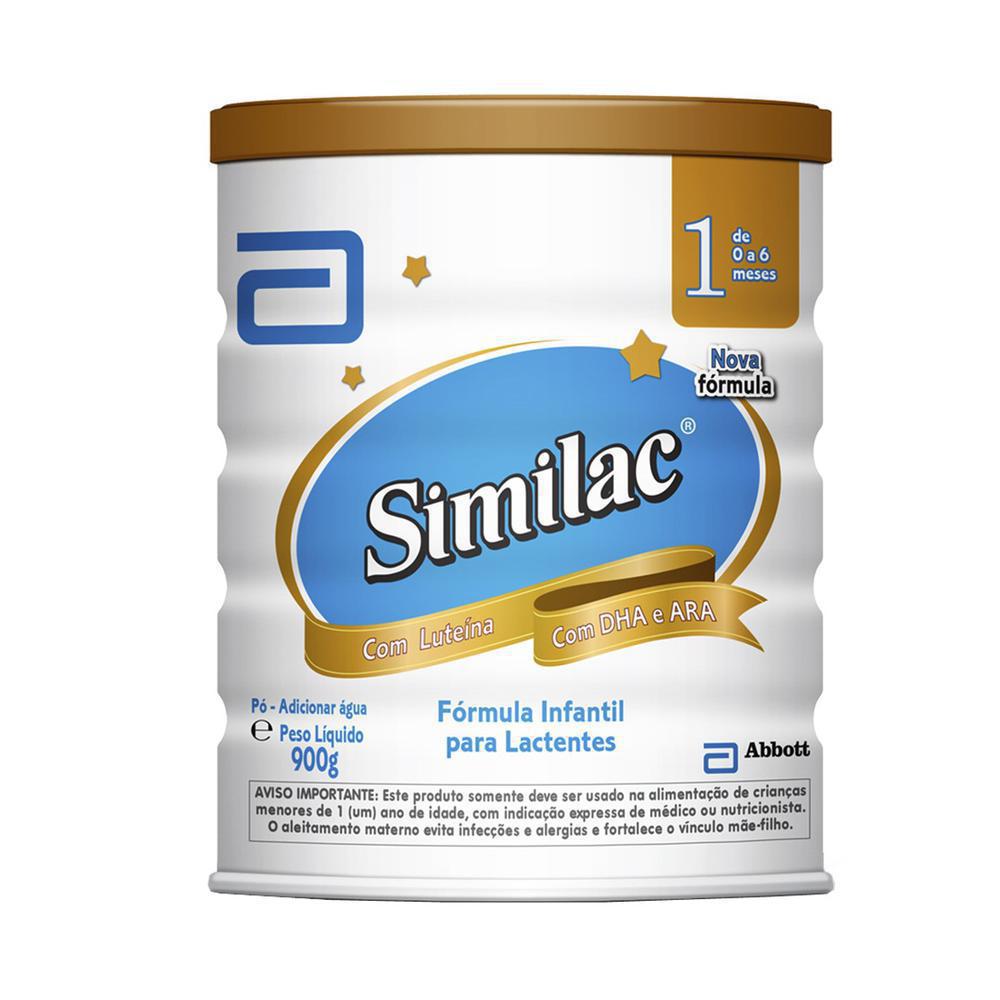 1
de
0 a 6
meses
Nova
fórmula
Similac®
Com Luteína
Com DHA e ARA
Pó - Adicionar água
℮ Peso Líquido
900g
Fórmula Infantil
para Lactentes
Abbott
AVISO IMPORTANTE: Este produto somente deve ser usado na alimentação de crianças
menores de 1 (um) ano de idade, com indicação expressa de médico ou nutricionista.
O aleitamento materno evita infecções e alergias e fortalece o vínculo mãe-filho.